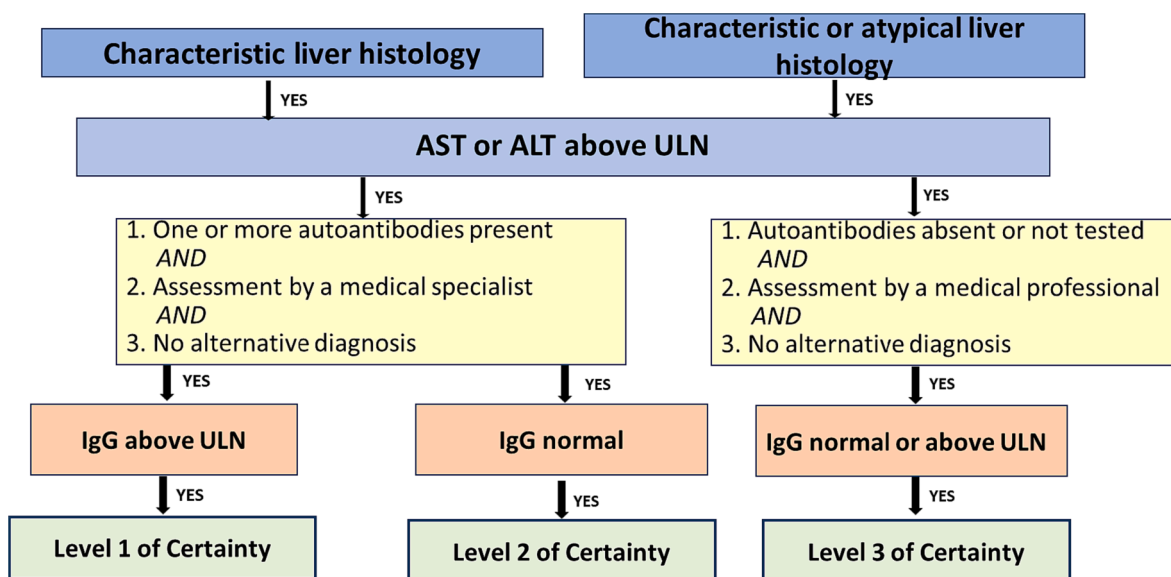 Characteristic liver histology
Characteristic or atypical liver
histology
YES
YES
AST or ALT above ULN
YES
YES
1. One or more autoantibodies present
AND
2. Assessment by a medical specialist
AND
3. No alternative diagnosis
1. Autoantibodies absent or not tested
AND
2. Assessment by a medical professional
AND
3. No alternative diagnosis
YES
YES
YES
IgG above ULN
IgG normal
IgG normal or above ULN
YES
YES
YES
Level 1 of Certainty
Level 2 of Certainty
Level 3 of Certainty